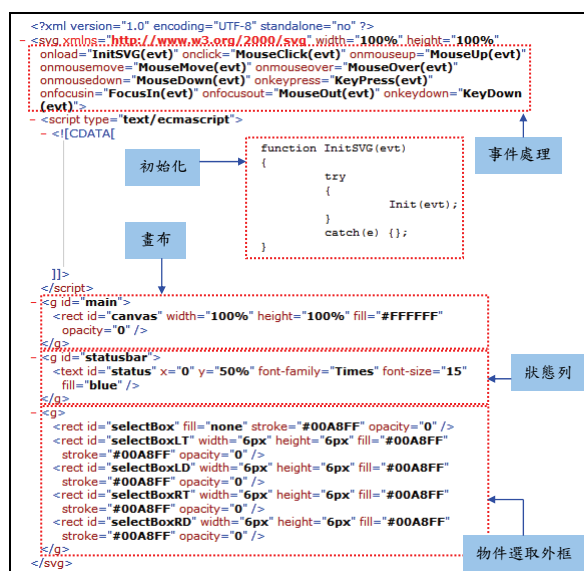 <?xml version="1.0" encoding="UTF-8" standalone="no" ?>
- <svg xmlns="http://www.w3.org/2000/svg" width="100%" height="100%"
onload="InitSVG(evt)" onclick="MouseClick(evt)" onmouseup="MouseUp(evt)"
onmousemove="MouseMove(evt)" onmouseover="MouseOver(evt)"
onmousedown="MouseDown(evt)" onkeypress="KeyPress(evt)"
onfocusin="FocusIn(evt)" onfocusout="MouseOut(evt)" onkeydown="KeyDown
(evt)">
- <script type="text/ecmascript">
- <![CDATA[
事件處理
初始化
function InitSVG(evt)
{
try
{
Init(evt);
}
catch(e) {};
}
畫布
]]>
</script>
- <g id="main">
<rect id="canvas" width="100%" height="100%" fill="#FFFFFF"
opacity="0" />
</g>
- <g id="statusbar">
<text id="status" x="0" y="50%" font-family="Times" font-size="15"
fill="blue" />
</g>
狀態列
- <g>
<rect id="selectBox" fill="none" stroke="#00A8FF" opacity="0" />
<rect id="selectBoxLT" width="6px" height="6px" fill="#00A8FF"
stroke="#00A8FF" opacity="0" />
<rect id="selectBoxLD" width="6px" height="6px" fill="#00A8FF"
stroke="#00A8FF" opacity="0" />
<rect id="selectBoxRT" width="6px" height="6px" fill="#00A8FF"
stroke="#00A8FF" opacity="0" />
<rect id="selectBoxRD" width="6px" height="6px" fill="#00A8FF"
stroke="#00A8FF" opacity="0" />
</g>
物件選取外框
</svg>